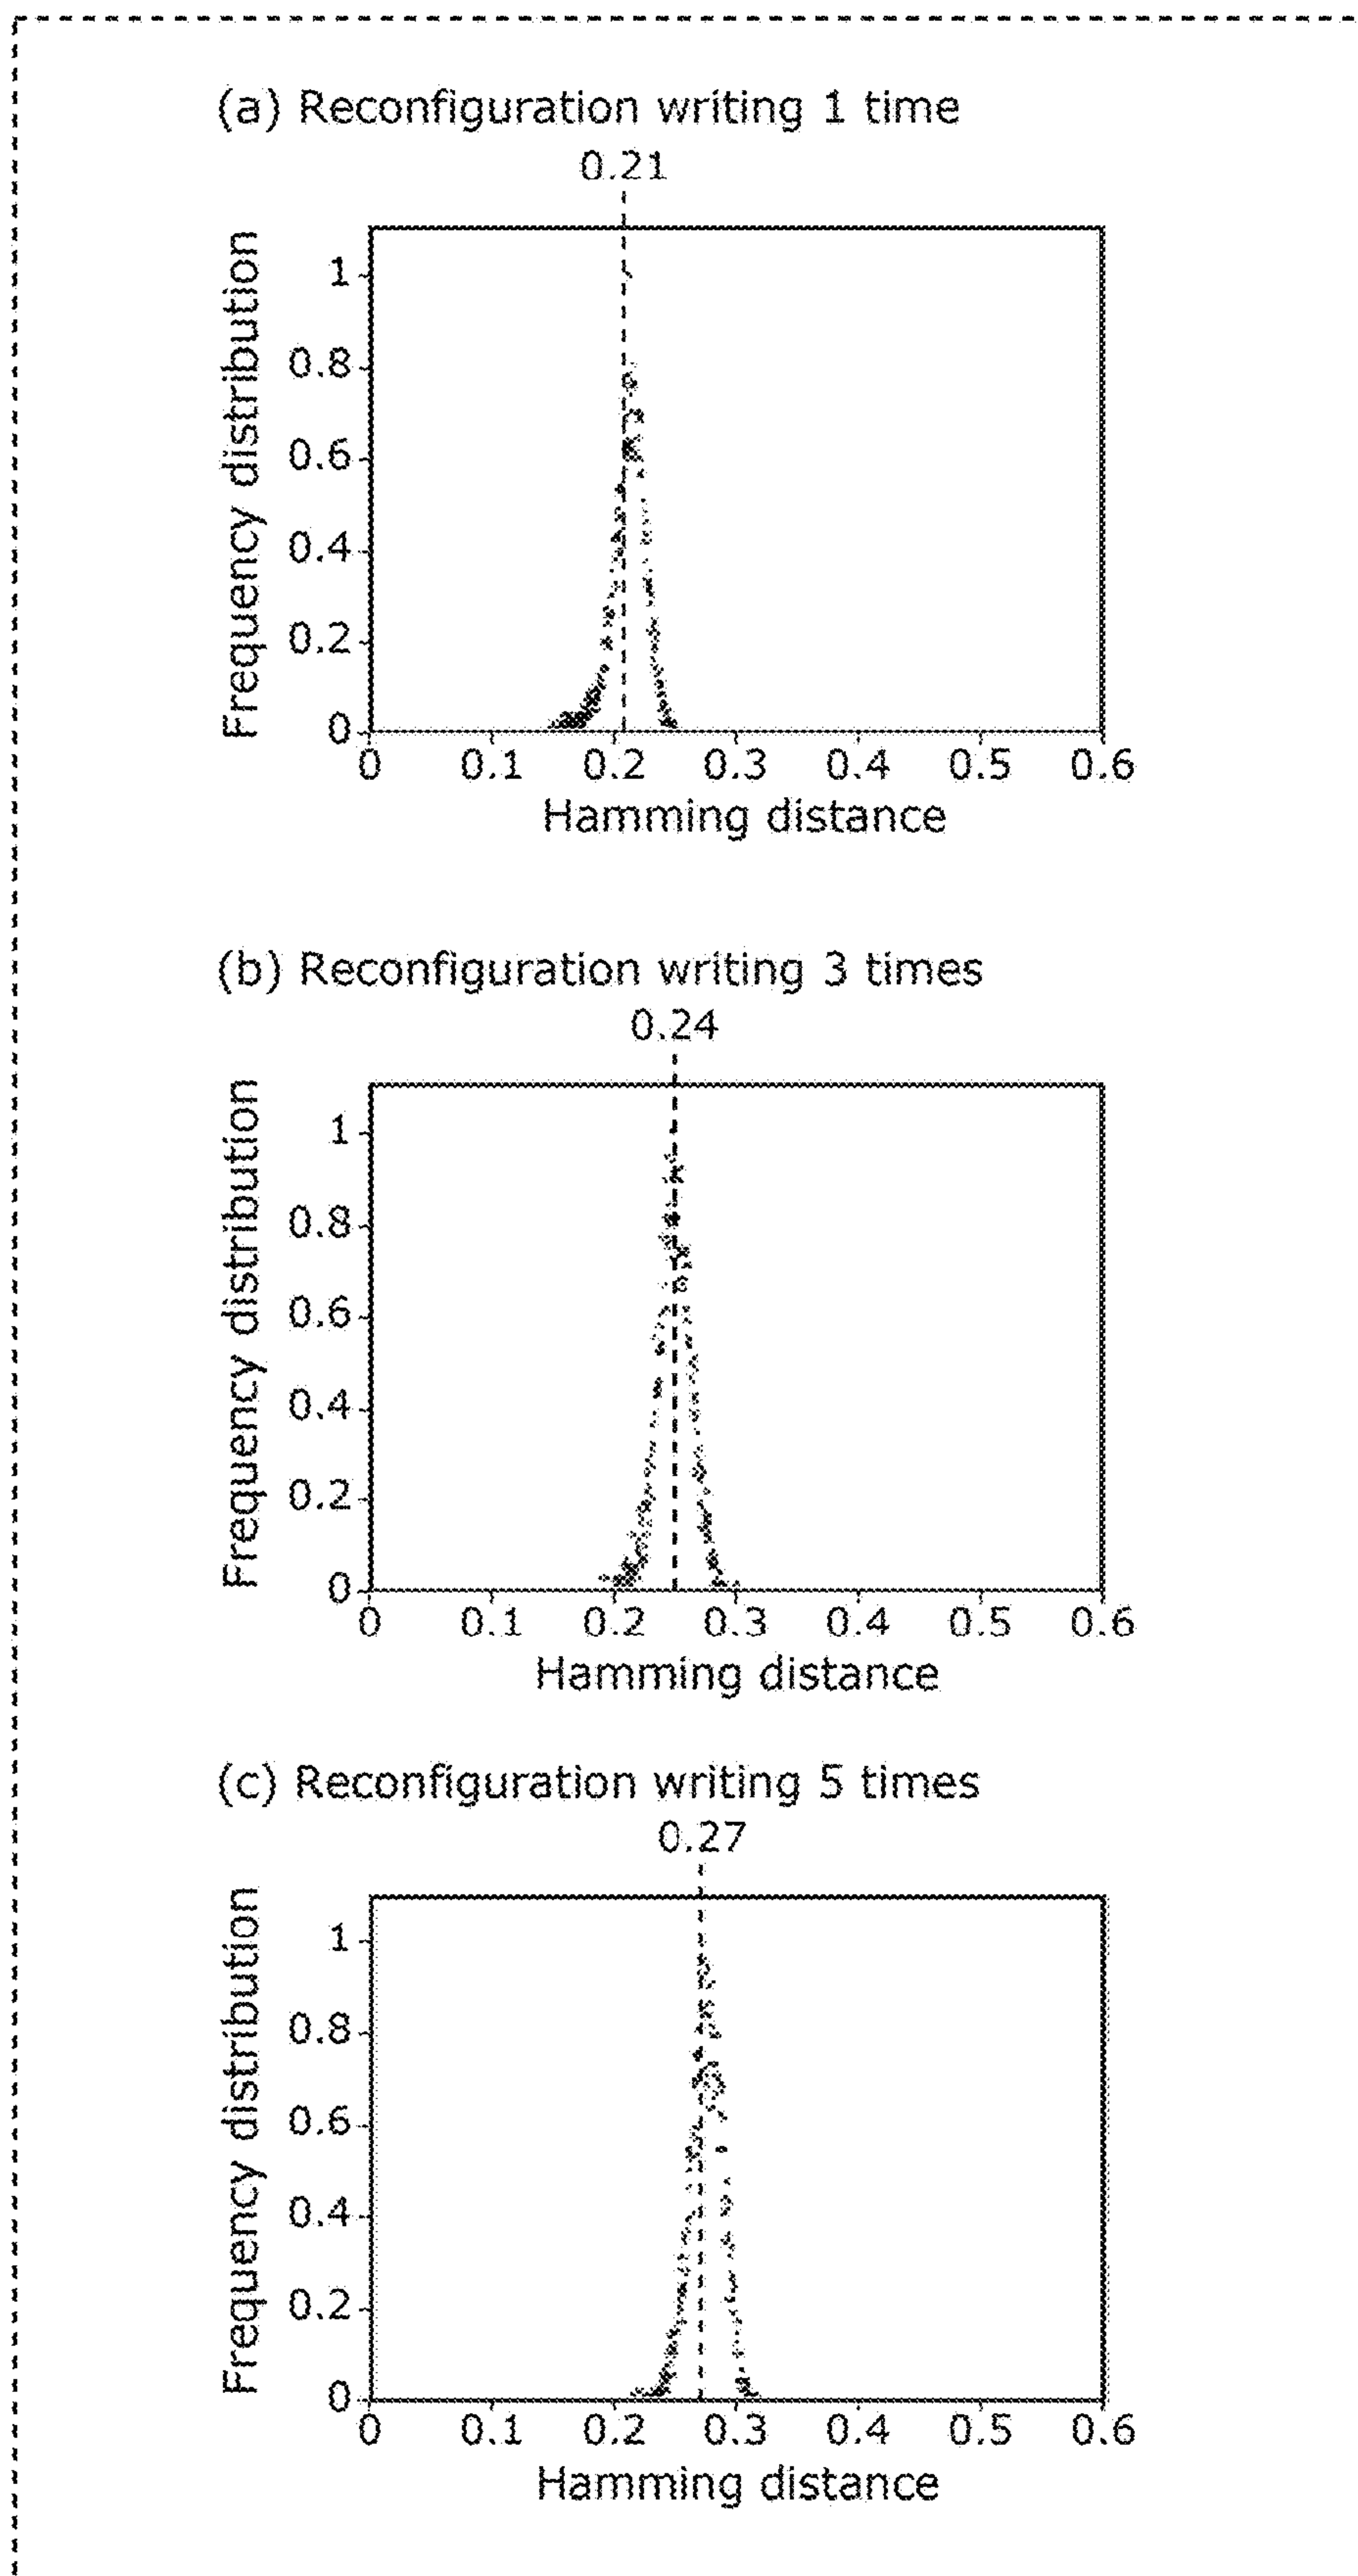 (a) Reconfiguration writing 1 time
0.21
Frequency distribution
1
0.8
0.6
0.4
0.2
0
0 0.1 0.2 0.3 0.4 0.5 0.6
Hamming distance
(b) Reconfiguration writing 3 times
0.24
Frequency distribution
1
0.8
0.6
0.4
0.2
0
0 0.1 0.2 0.3 0.4 0.5 0.6
Hamming distance
(c) Reconfiguration writing 5 times
0.27
Frequency distribution
1
0.8
0.6
0.4
0.2
0
0 0.1 0.2 0.3 0.4 0.5 0.6
Hamming distance